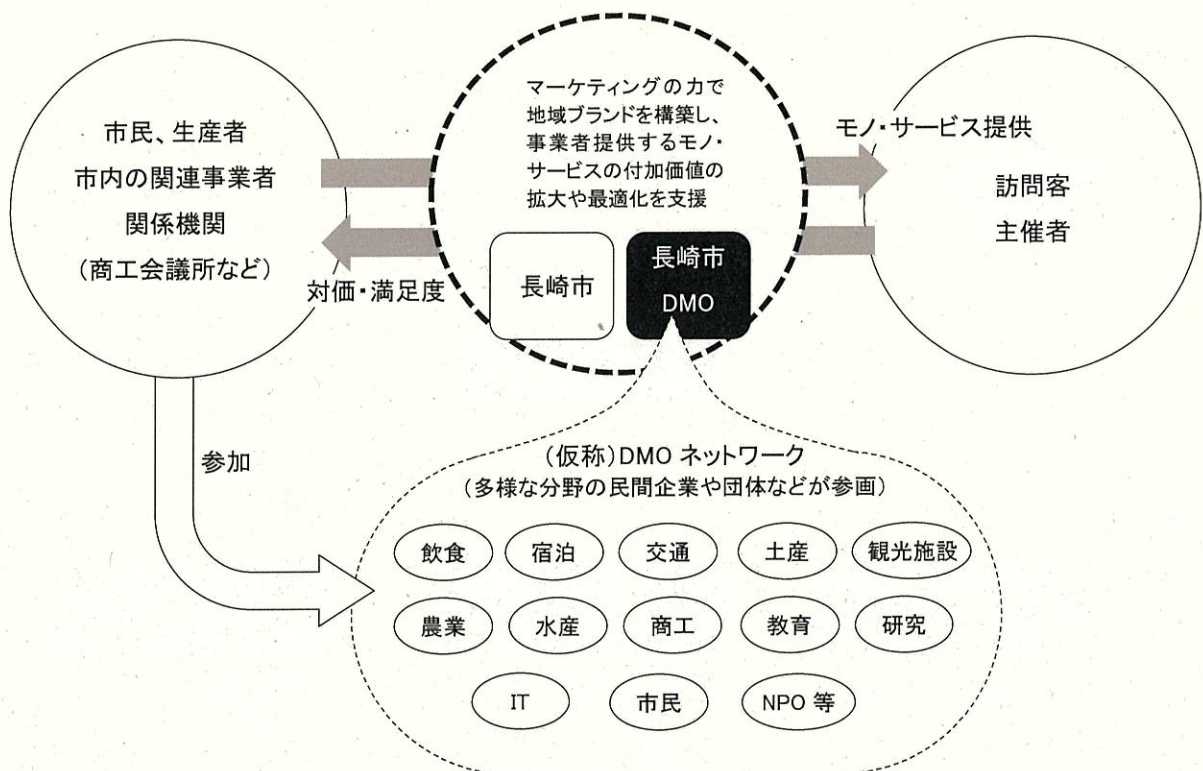 市民、生産者
市内の関連事業者
関係機関
(商工会議所など)
マーケティングの力で
地域ブランドを構築し、
事業者提供するモノ・
サービスの付加価値の
拡大や最適化を支援
長崎市
長崎市
DMO
モノ・サービス提供
訪問客
主催者
対価・満足度
参加
(仮称)DMO ネットワーク
(多様な分野の民間企業や団体などが参画)
飲食 宿泊 交通 土産 観光施設
農業 水産 商工 教育 研究
IT 市民 NPO 等